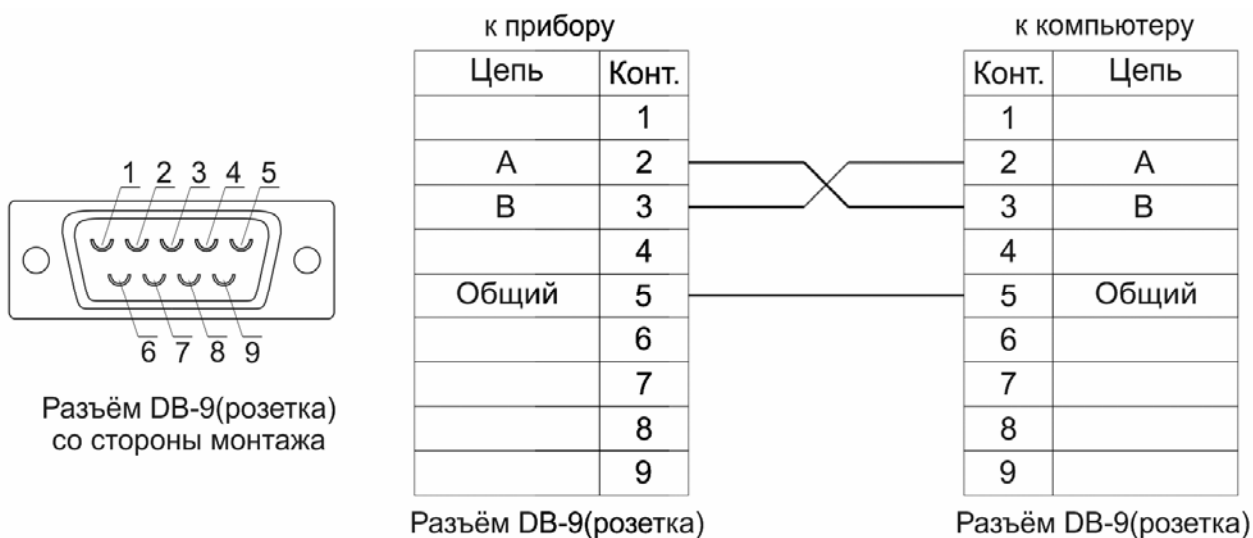 1 2 3 4 5
6 7 8 9
Разъём DB-9(розетка)
со стороны монтажа
к прибору
Цепь Конт.
1
A 2
B 3
4
Общий 5
6
7
8
9
Разъём DB-9(розетка)
к компьютеру
Конт. Цепь
1
2 A
3 B
4
5 Общий
6
7
8
9
Разъём DB-9(розетка)